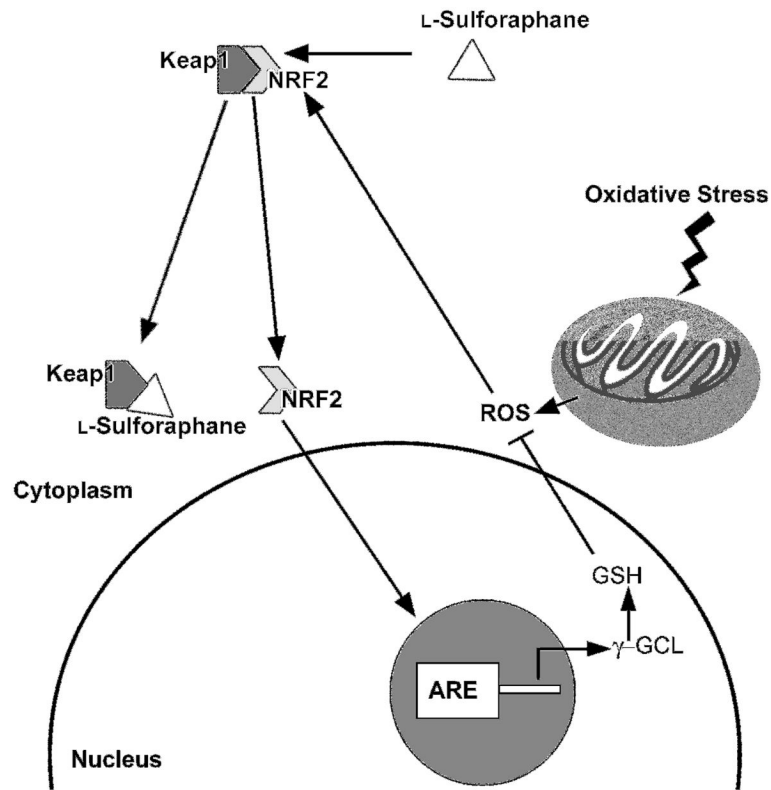 L-Sulforaphane
Keap1
NRF2
Oxidative Stress
Keap1
L-Sulforaphane
NRF2
ROS
Cytoplasm
GSH
γ-GCL
ARE
Nucleus